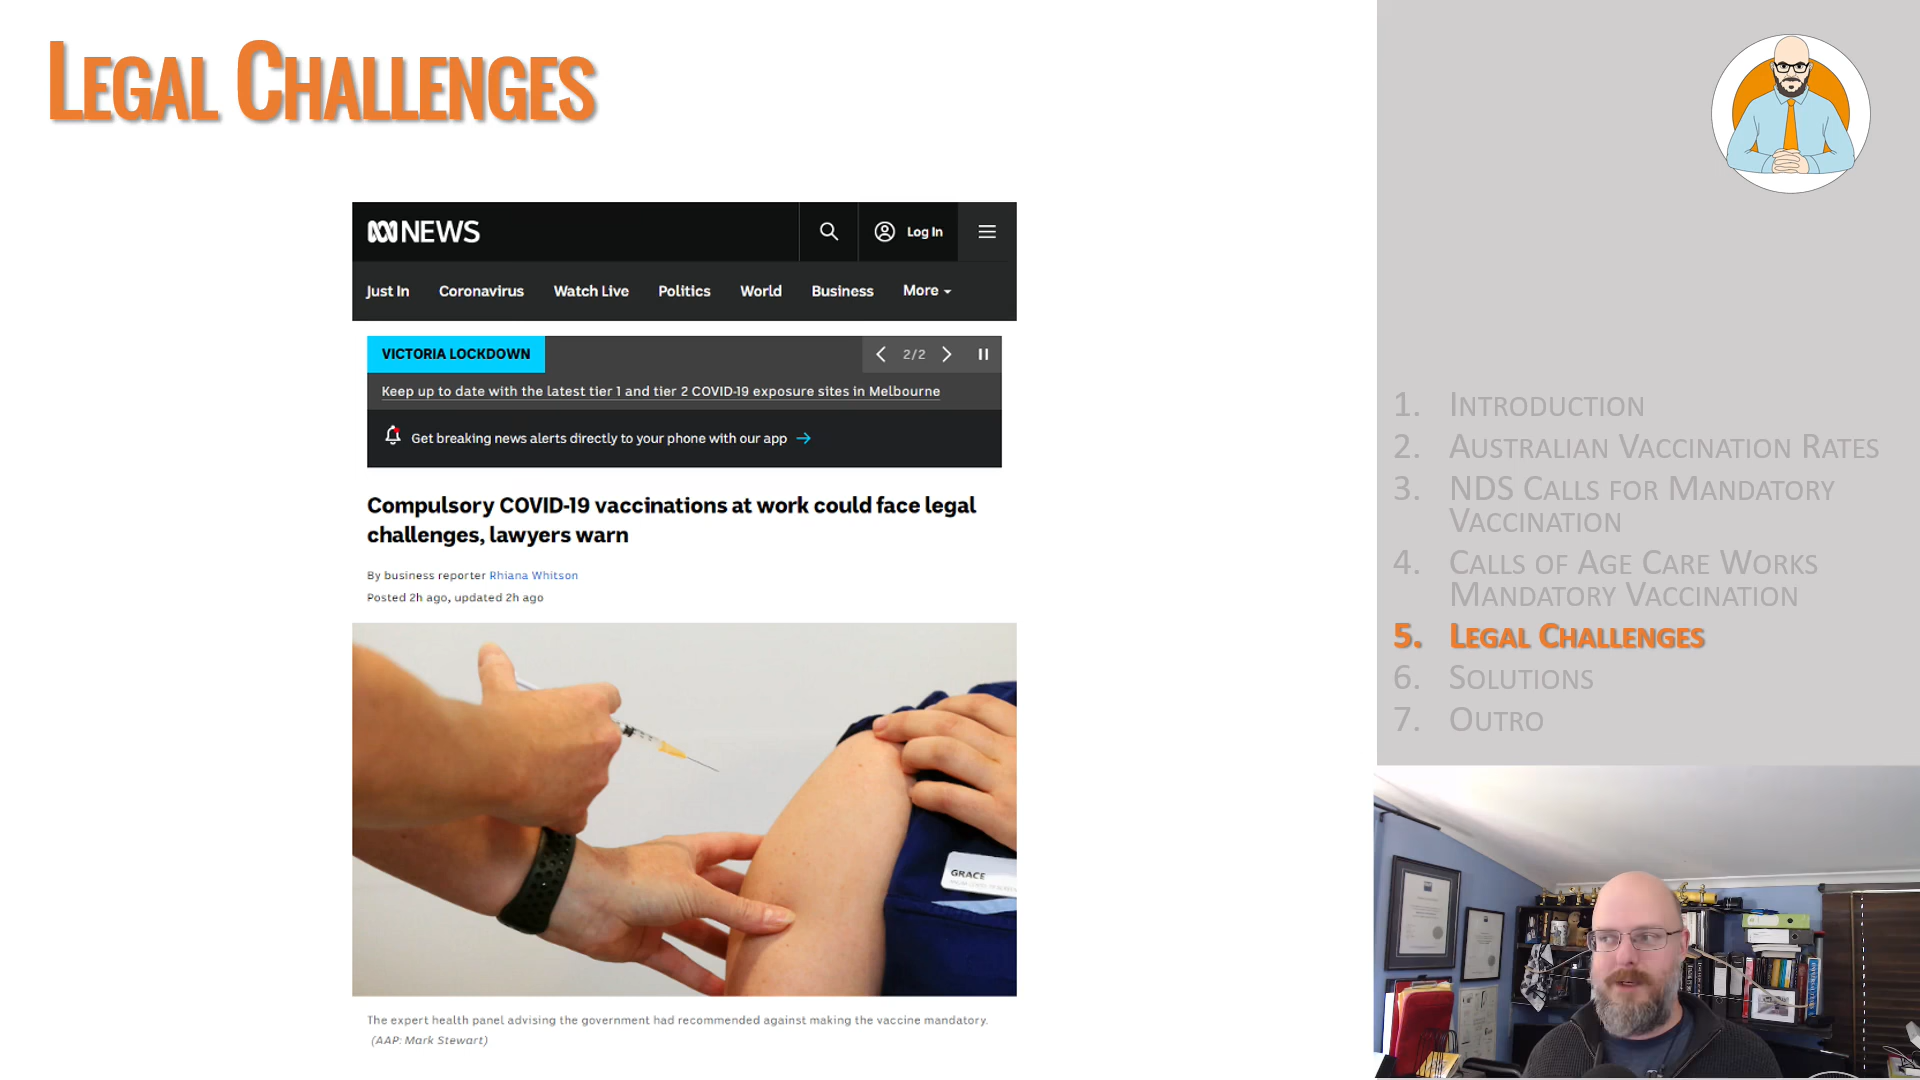 LEGAL CHALLENGES
NEWS
Log In
Just In Coronavirus Watch Live Politics World Business More
VICTORIA LOCKDOWN
2/2
Keep up to date with the latest tier 1 and tier 2 COVID-19 exposure sites in Melbourne
Get breaking news alerts directly to your phone with our app
Compulsory COVID-19 vaccinations at work could face legal
challenges, lawyers warn
By business reporter Rhiana Whitson
Posted 2h ago, updated 2h ago
GRACE
The expert health panel advising the government had recommended against making the vaccine mandatory.
(AAP: Mark Stewart)
1. INTRODUCTION
2. AUSTRALIAN VACCINATION RATES
3. NDS CALLS FOR MANDATORY
VACCINATION
4. CALLS OF AGE CARE WORKS
MANDATORY VACCINATION
5. LEGAL CHALLENGES
6. SOLUTIONS
7. OUTRO